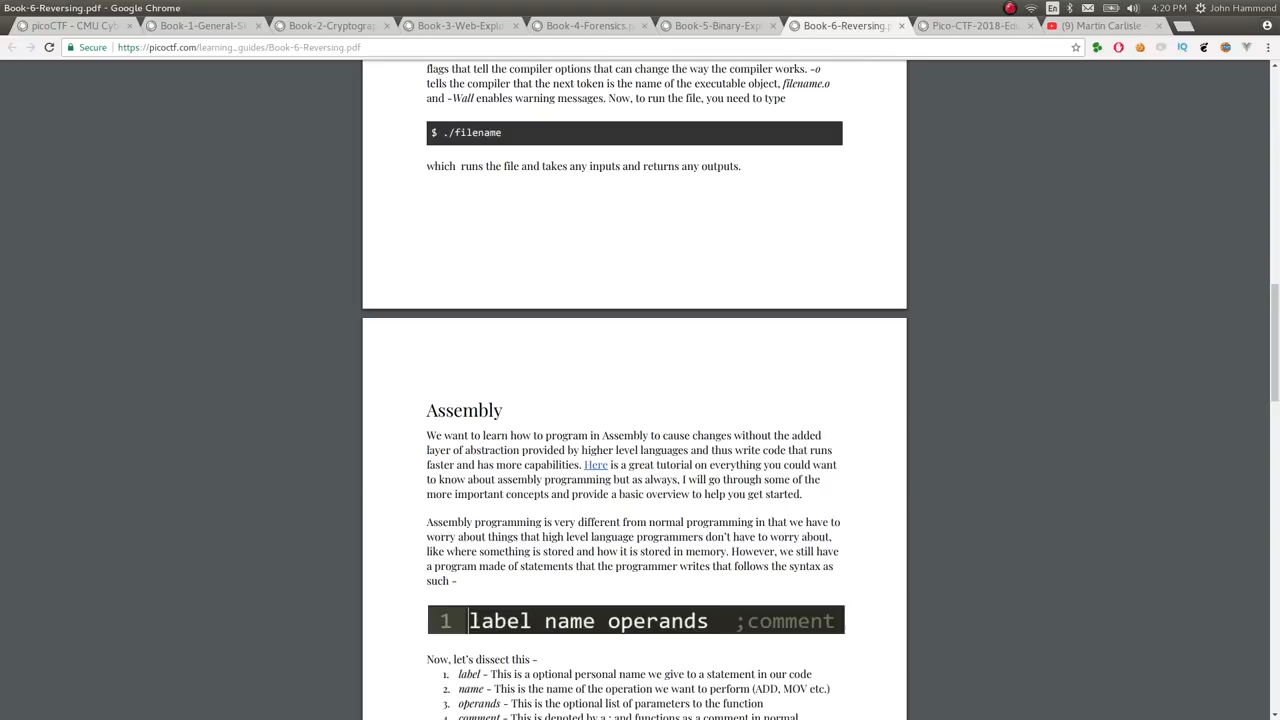 Book-6-Reversing.pdf - Google Chrome
En
4:20 PM
John Hammond
picoCTF - CMU Cyb
Book-1-General-Sk
Book-2-Cryptogra
Book-3-Web-Explo
Book-4-Forensics.p
Book-5-Binary-Exp
Book-6-Reversing.
Pico-CTF-2018-Edu
(9) Martin Carlisle
Secure
https://picoctf.com/learning_guides/Book-6-Reversing.pdf
IQ
flags that tell the compiler options that can change the way the compiler works. -o
tells the compiler that the next token is the name of the executable object, filename.o
and -Wall enables warning messages. Now, to run the file, you need to type
$ ./filename
which runs the file and takes any inputs and returns any outputs.
Assembly
We want to learn how to program in Assembly to cause changes without the added
layer of abstraction provided by higher level languages and thus write code that runs
faster and has more capabilities. Here is a great tutorial on everything you could want
to know about assembly programming but as always, I will go through some of the
more important concepts and provide a basic overview to help you get started.
Assembly programming is very different from normal programming in that we have to
worry about things that high level language programmers don't have to worry about,
like where something is stored and how it is stored in memory. However, we still have
a program made of statements that the programmer writes that follows the syntax as
such -
1 label name operands ;comment
Now, let's dissect this -
1. label - This is a optional personal name we give to a statement in our code
2. name - This is the name of the operation we want to perform (ADD, MOV etc.)
3. operands - This is the optional list of parameters to the function
4. comment - This is denoted by a ; and functions as a comment in normal